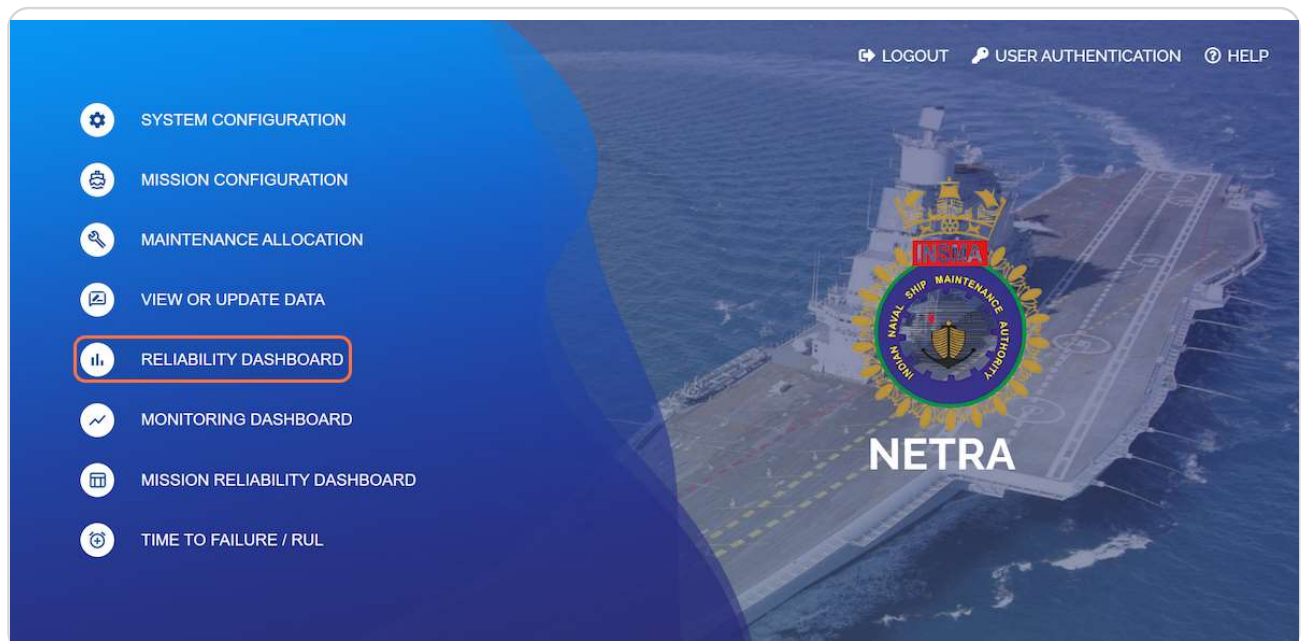 LOGOUT USER AUTHENTICATION HELP
SYSTEM CONFIGURATION
MISSION CONFIGURATION
MAINTENANCE ALLOCATION
VIEW OR UPDATE DATA
RELIABILITY DASHBOARD
MONITORING DASHBOARD
MISSION RELIABILITY DASHBOARD
TIME TO FAILURE / RUL
INSMA
INDIAN NAVAL SHIP MAINTENANCE AUTHORITY
NETRA